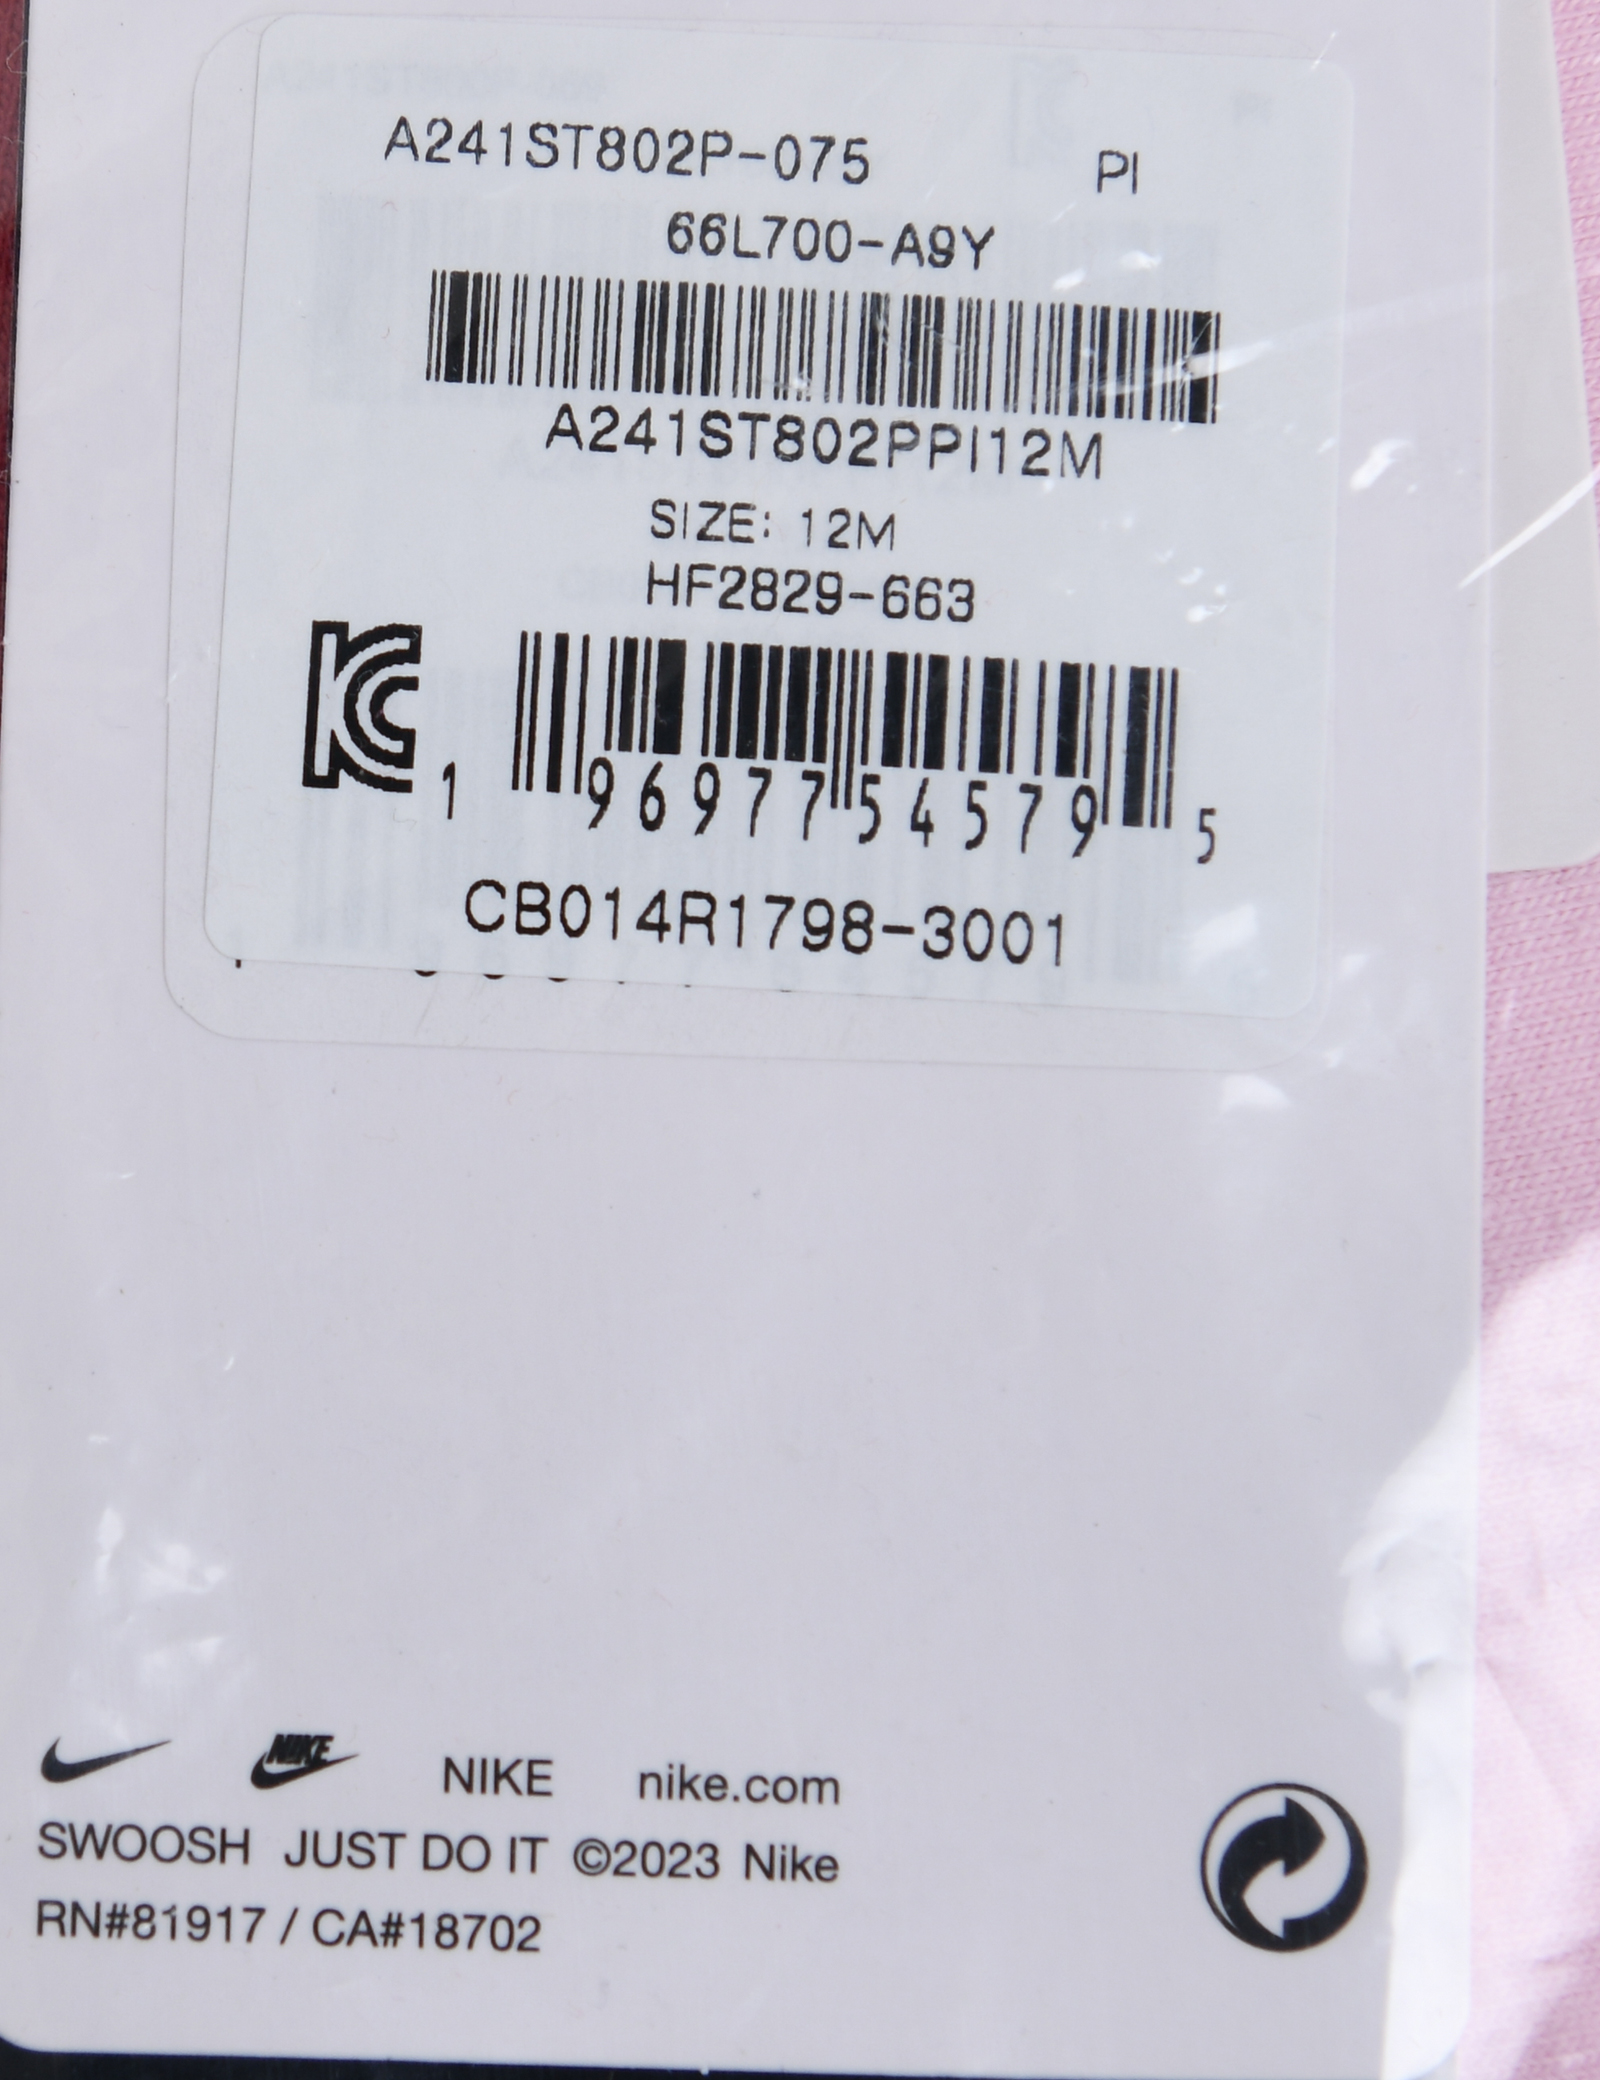 A241ST802P-075 PI
66L700-A9Y
A241ST802PPI12M
SIZE: 12M
HF2829-663
1 96977 54579 5
CB014R1798-3001
NIKE NIKE nike.com
SWOOSH JUST DO IT ©2023 Nike
RN#81917 / CA#18702